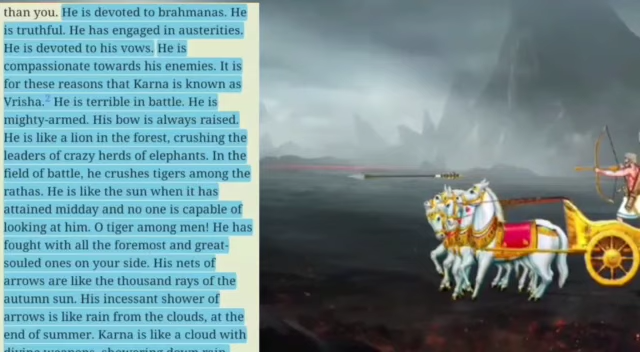 than you. He is devoted to brahmanas. He
is truthful. He has engaged in austerities.
He is devoted to his vows. He is
compassionate towards his enemies. It is
for these reasons that Karna is known as
Vrisha.2 He is terrible in battle. He is
mighty-armed. His bow is always raised.
He is like a lion in the forest, crushing the
leaders of crazy herds of elephants. In the
field of battle, he crushes tigers among the
rathas. He is like the sun when it has
attained midday and no one is capable of
looking at him. O tiger among men! He has
fought with all the foremost and great-
souled ones on your side. His nets of
arrows are like the thousand rays of the
autumn sun. His incessant shower of
arrows is like rain from the clouds, at the
end of summer. Karna is like a cloud with
divine weapons, showering down rain